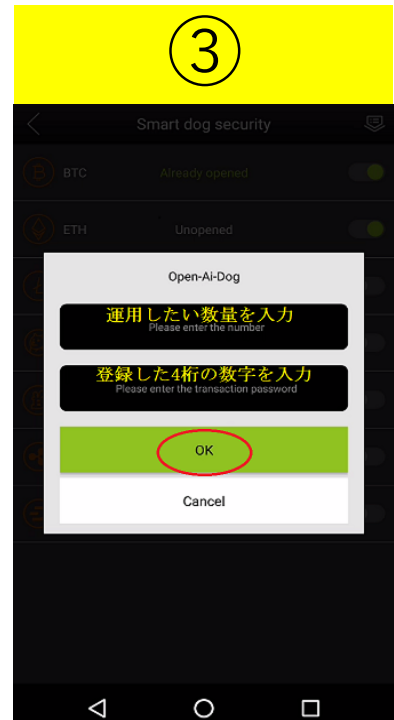 ③
Smart dog security
BTC Already opened
ETH Unopened
Open-Ai-Dog
運用したい数量を入力
Please enter the number
登録した4桁の数字を入力
Please enter the transaction password
OK
Cancel